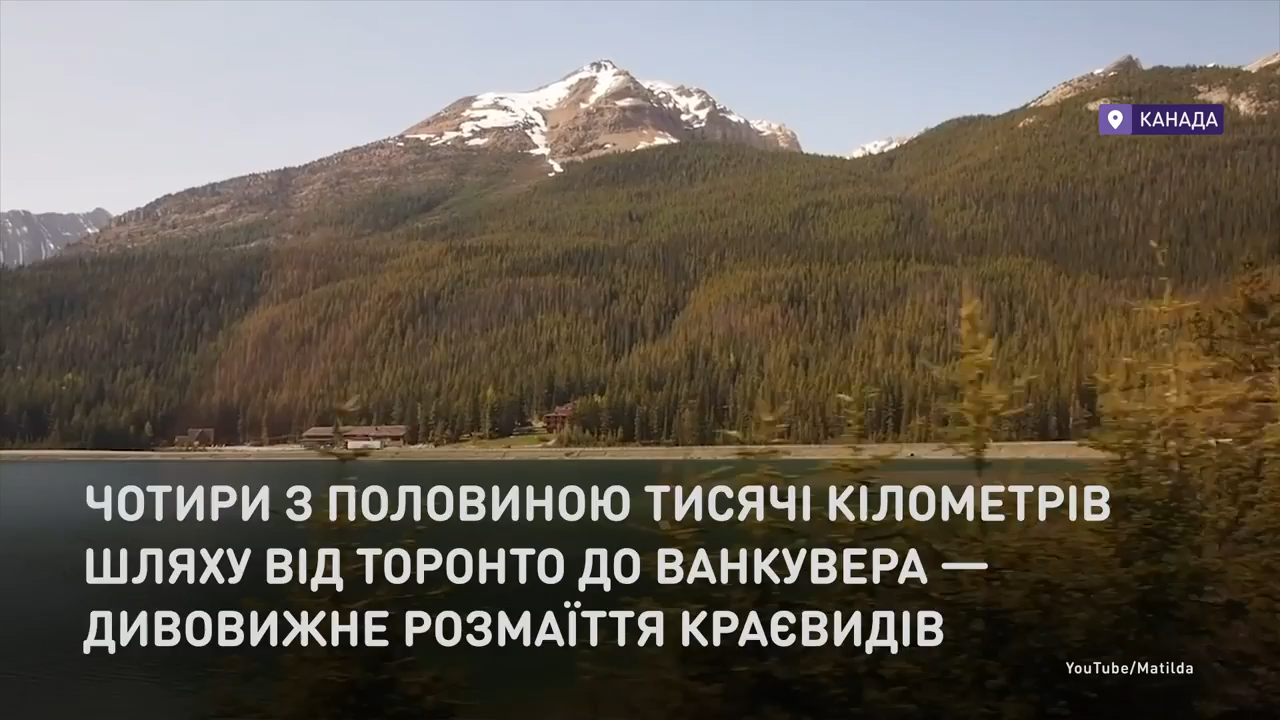 КАНАДА
ЧОТИРИ З ПОЛОВИНОЮ ТИСЯЧІ КІЛОМЕТРІВ
ШЛЯХУ ВІД ТОРОНТО ДО ВАНКУВЕРА —
ДИВОВИЖНЕ РОЗМАЇТТЯ КРАЄВИДІВ
YouTube/Matilda